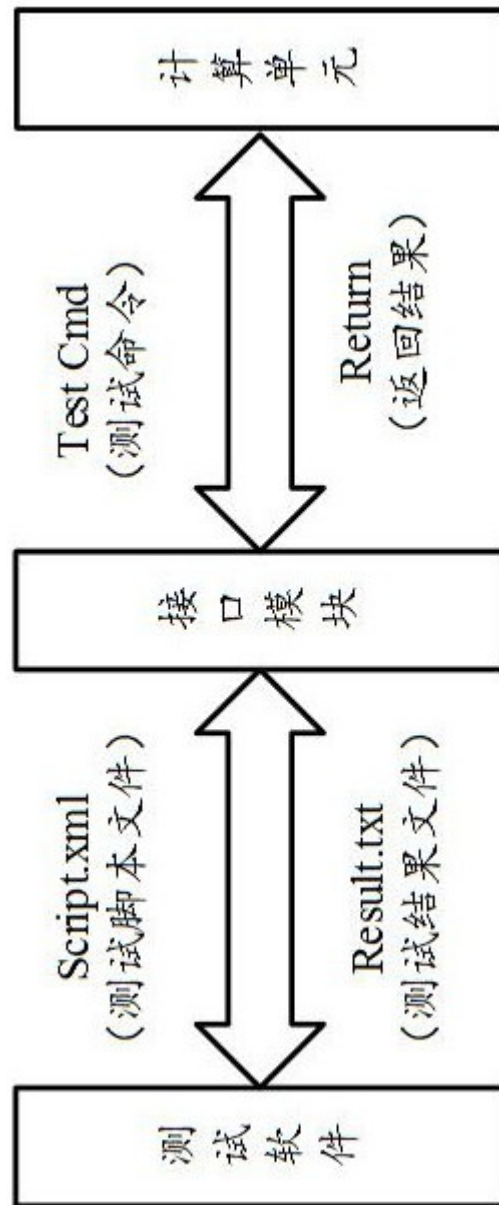 测试软件
Script.xml
(测试脚本文件)
Result.txt
(测试结果文件)
接口模块
Test Cmd
(测试命令)
Return
(返回结果)
计算单元